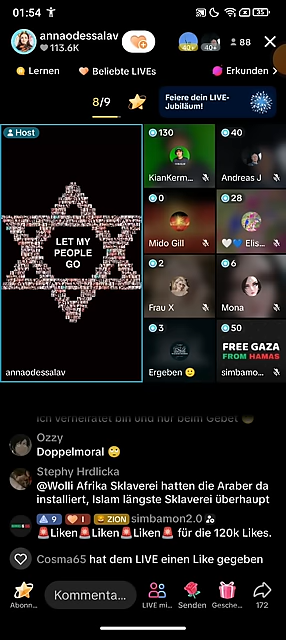 01:54
35
annaodessalav
113.6K
40+
40+
88
Lernen
Beliebte LIVEs
Erkunden
8/9
Feiere dein LIVE-
Jubiläum!
Host
LET MY
PEOPLE
GO
annaodessalav
130
KianKerm...
40
Andreas J
0
Mido Gill
28
Elis...
2
Frau X
6
Mona
3
Ergeben
50
FREE GAZA
FROM HAMAS
simbamo...
ich verheiratet bin und nur beim Gebet
Ozzy
Doppelmoral 🙄
Stephy Hrdlicka
@Wolli Afrika Sklaverei hatten die Araber da
installiert, Islam längste Sklaverei überhaupt
9 1 ZION simbamon2.0
🚨Liken🚨Liken🚨Liken🚨 für die 120k Likes.
Cosma65 hat dem LIVE einen Like gegeben
Abonn...
Kommenta...
LIVE mi...
Senden
Gesche...
172